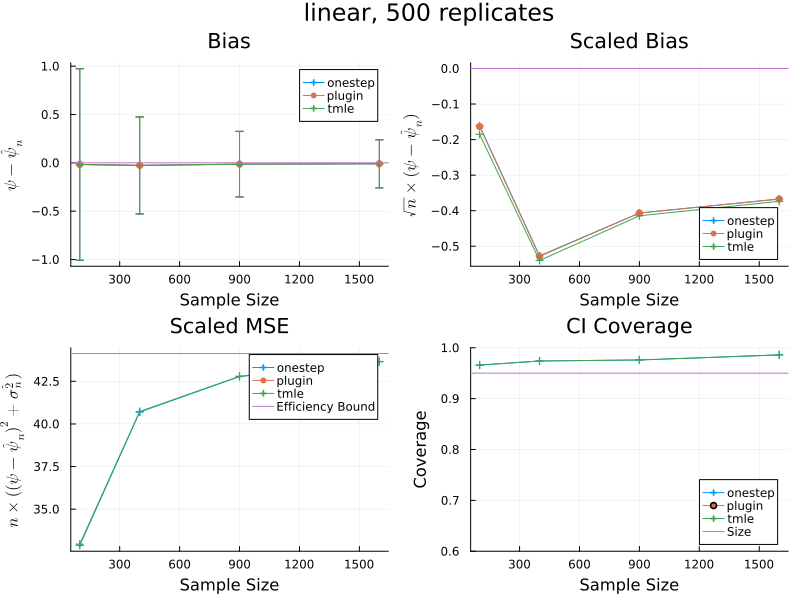 linear, 500 replicates
Bias
1.0
0.5
0.0
−0.5
−1.0
ψ − ψ̂n
300 600 900 1200 1500
Sample Size
onestep
plugin
tmle
Scaled Bias
0.0
−0.1
−0.2
−0.3
−0.4
−0.5
√n × (ψ − ψ̂n)
300 600 900 1200 1500
Sample Size
onestep
plugin
tmle
Scaled MSE
42.5
40.0
37.5
35.0
n × ((ψ − ψ̂n)² + σ̂²n)
300 600 900 1200 1500
Sample Size
onestep
plugin
tmle
Efficiency Bound
CI Coverage
1.0
0.9
0.8
0.7
0.6
Coverage
300 600 900 1200 1500
Sample Size
onestep
plugin
tmle
Size